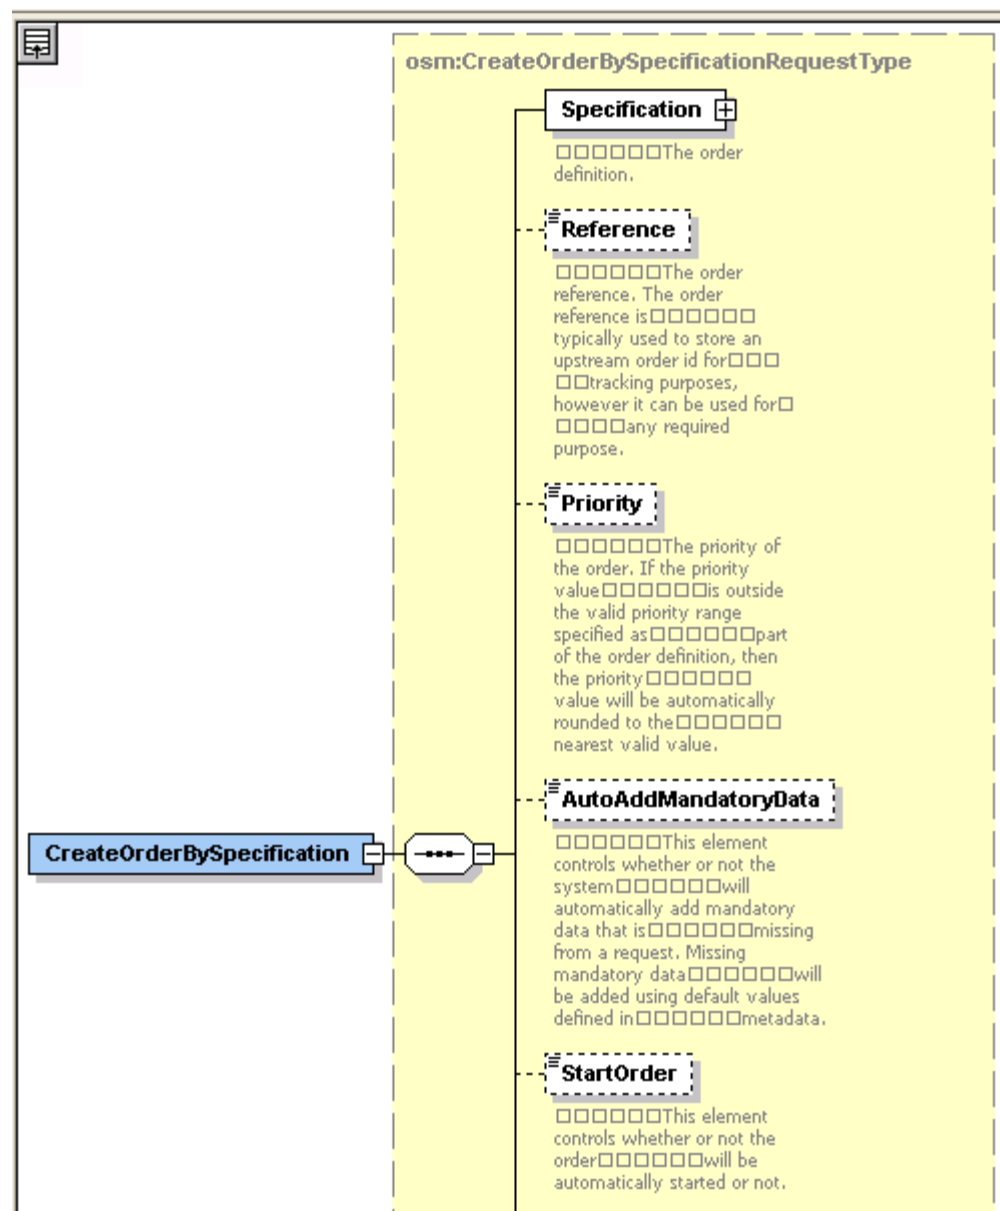 osm:CreateOrderBySpecificationRequestType
Specification
□□□□□□The order
definition.
Reference
□□□□□□The order
reference. The order
reference is□□□□□□
typically used to store an
upstream order id for□□□
□□tracking purposes,
however it can be used for□
□□□□any required
purpose.
Priority
□□□□□□The priority of
the order. If the priority
value□□□□□□is outside
the valid priority range
specified as□□□□□□part
of the order definition, then
the priority□□□□□□
value will be automatically
rounded to the□□□□□□
nearest valid value.
AutoAddMandatoryData
CreateOrderBySpecification
□□□□□□This element
controls whether or not the
system□□□□□□will
automatically add mandatory
data that is□□□□□□missing
from a request. Missing
mandatory data□□□□□□will
be added using default values
defined in□□□□□□metadata.
StartOrder
□□□□□□This element
controls whether or not the
order□□□□□□will be
automatically started or not.